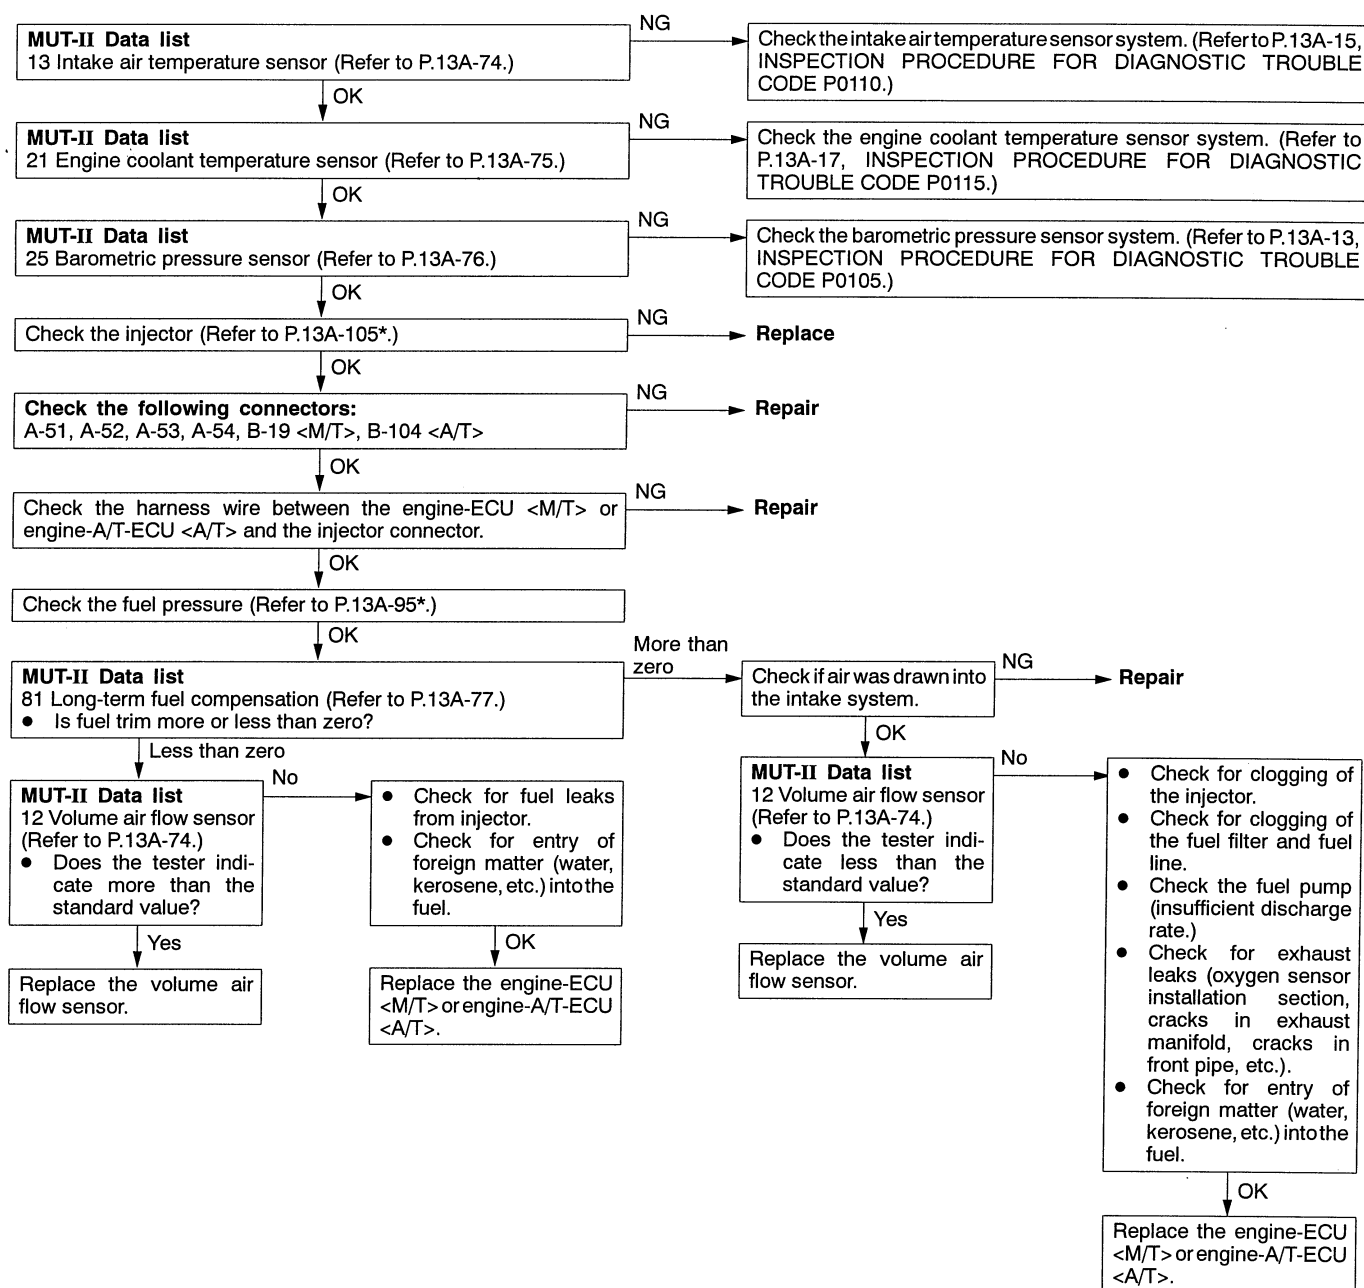 MUT-II Data list
13 Intake air temperature sensor (Refer to P.13A-74.)
NG
Check the intake air temperature sensor system. (Refer to P.13A-15,
INSPECTION PROCEDURE FOR DIAGNOSTIC TROUBLE
CODE P0110.)
OK
MUT-II Data list
21 Engine coolant temperature sensor (Refer to P.13A-75.)
NG
Check the engine coolant temperature sensor system. (Refer to
P.13A-17, INSPECTION PROCEDURE FOR DIAGNOSTIC
TROUBLE CODE P0115.)
OK
MUT-II Data list
25 Barometric pressure sensor (Refer to P.13A-76.)
NG
Check the barometric pressure sensor system. (Refer to P.13A-13,
INSPECTION PROCEDURE FOR DIAGNOSTIC TROUBLE
CODE P0105.)
OK
Check the injector (Refer to P.13A-105*.)
NG
Replace
OK
Check the following connectors:
A-51, A-52, A-53, A-54, B-19 <M/T>, B-104 <A/T>
NG
Repair
OK
Check the harness wire between the engine-ECU <M/T> or
engine-A/T-ECU <A/T> and the injector connector.
NG
Repair
OK
Check the fuel pressure (Refer to P.13A-95*.)
OK
MUT-II Data list
81 Long-term fuel compensation (Refer to P.13A-77.)
● Is fuel trim more or less than zero?
More than
zero
Check if air was drawn into
the intake system.
NG
Repair
Less than zero
MUT-II Data list
12 Volume air flow sensor
(Refer to P.13A-74.)
● Does the tester indi-
cate more than the
standard value?
No
● Check for fuel leaks
from injector.
● Check for entry of
foreign matter (water,
kerosene, etc.) into the
fuel.
OK
Replace the engine-ECU
<M/T> or engine-A/T-ECU
<A/T>.
Yes
Replace the volume air
flow sensor.
OK
MUT-II Data list
12 Volume air flow sensor
(Refer to P.13A-74.)
● Does the tester indi-
cate less than the
standard value?
Yes
Replace the volume air
flow sensor.
No
● Check for clogging of
the injector.
● Check for clogging of
the fuel filter and fuel
line.
● Check the fuel pump
(insufficient discharge
rate.)
● Check for exhaust
leaks (oxygen sensor
installation section,
cracks in exhaust
manifold, cracks in
front pipe, etc.).
● Check for entry of
foreign matter (water,
kerosene, etc.) into the
fuel.
OK
Replace the engine-ECU
<M/T> or engine-A/T-ECU
<A/T>.